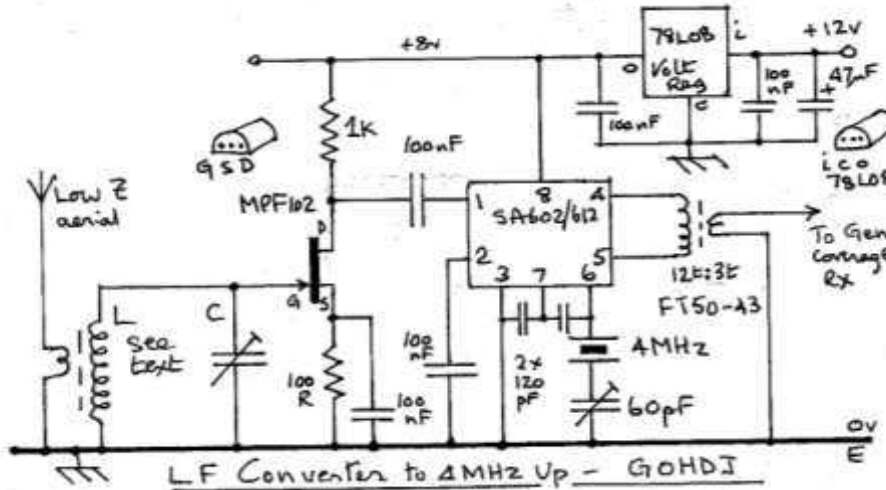 +8v
78L08
Volt
Reg
i
o
c
+12v
100
nF
47µF
+
100nF
i c o
78L08
1K
G S D
100nF
Low Z
aerial
MPF102
D
G
S
1
8
4
SA602/612
2
5
3
7
6
To Gen
coverage
Rx
12t:3t
FT50-43
L
see
text
C
100
R
100
nF
100
nF
2x
120
pF
4MHz
60pF
0v
E
LF Converter to 4MHz Up - G0HDJ